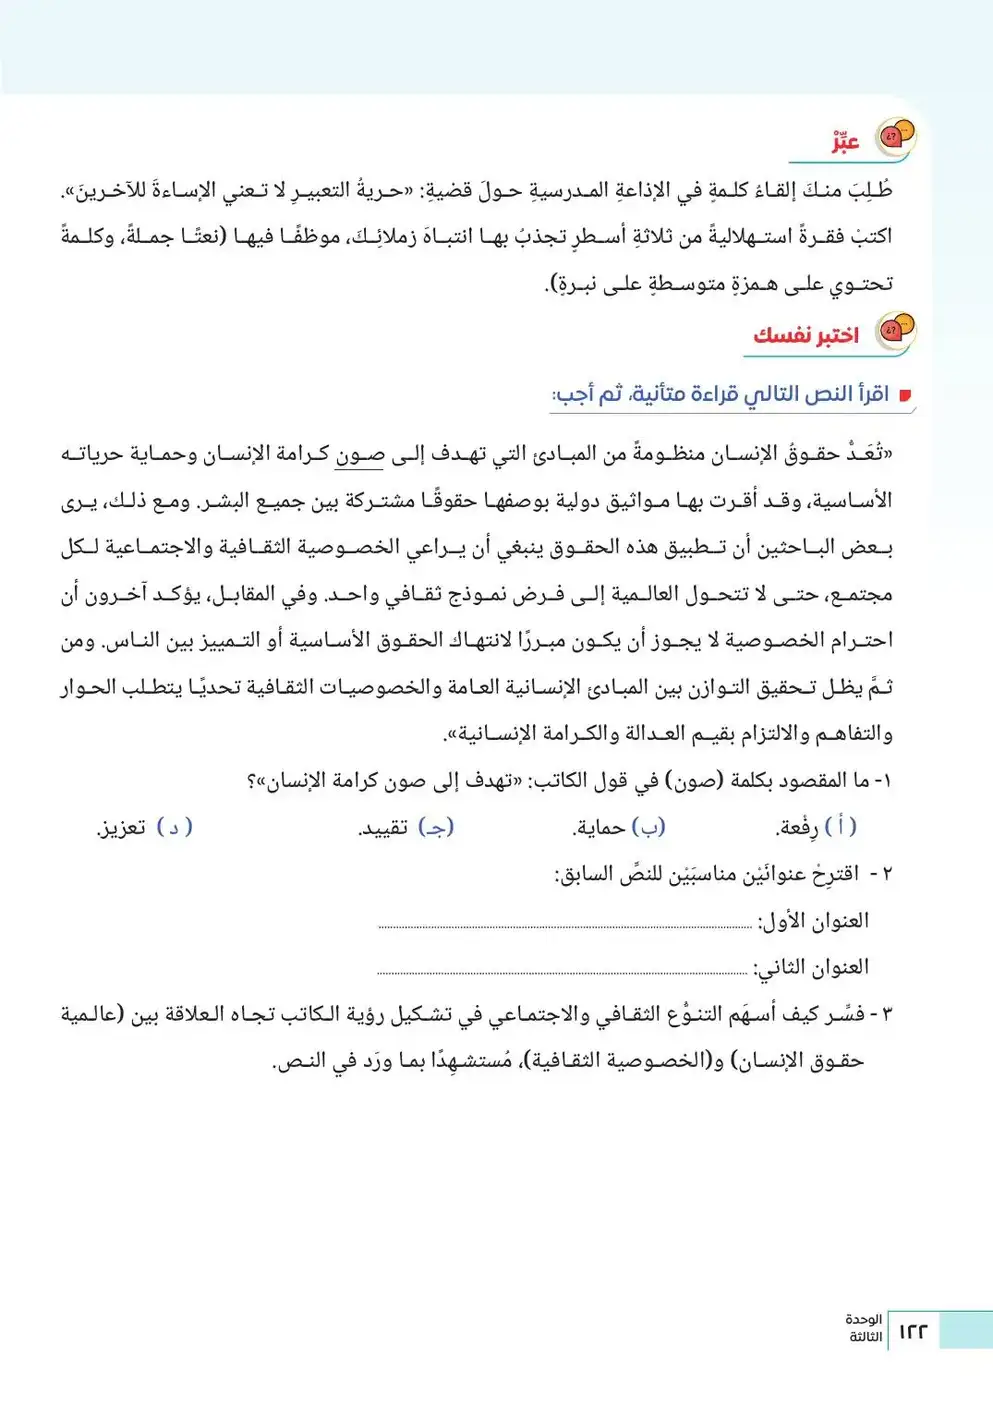 عبِّرْ
طُلِبَ منكَ إلقاءُ كلمةٍ في الإذاعةِ المدرسيةِ حولَ قضيةِ: «حريةُ التعبيرِ لا تعني الإساءةَ للآخرينَ».
اكتبْ فقرةً استهلاليةً من ثلاثةِ أسطرٍ تجذبُ بها انتباهَ زملائِكَ، موظفًا فيها (نعتًا جملةً، وكلمةً
تحتوي على همزةٍ متوسطةٍ على نبرةٍ).
اختبر نفسك
اقرأ النص التالي قراءة متأنية، ثم أجب:
«تُعَدُّ حقوقُ الإنسان منظومةً من المبادئ التي تهدف إلى صون كرامة الإنسان وحماية حرياته
الأساسية، وقد أقرت بها مواثيق دولية بوصفها حقوقًا مشتركة بين جميع البشر. ومع ذلك، يرى
بعض الباحثين أن تطبيق هذه الحقوق ينبغي أن يراعي الخصوصية الثقافية والاجتماعية لكل
مجتمع، حتى لا تتحول العالمية إلى فرض نموذج ثقافي واحد. وفي المقابل، يؤكد آخرون أن
احترام الخصوصية لا يجوز أن يكون مبررًا لانتهاك الحقوق الأساسية أو التمييز بين الناس. ومن
ثمَّ يظل تحقيق التوازن بين المبادئ الإنسانية العامة والخصوصيات الثقافية تحديًا يتطلب الحوار
والتفاهم والالتزام بقيم العدالة والكرامة الإنسانية».
١- ما المقصود بكلمة (صون) في قول الكاتب: «تهدف إلى صون كرامة الإنسان»؟
(أ) رِفْعة. (ب) حماية. (جـ) تقييد. (د) تعزيز.
٢- اقترِحْ عنوانَيْن مناسبَيْن للنصِّ السابق:
العنوان الأول: ........................................
العنوان الثاني: ........................................
٣- فسِّر كيف أسهَم التنوُّع الثقافي والاجتماعي في تشكيل رؤية الكاتب تجاه العلاقة بين (عالمية
حقوق الإنسان) و(الخصوصية الثقافية)، مُستشهِدًا بما ورَد في النص.
الوحدة
الثالثة
١٢٢